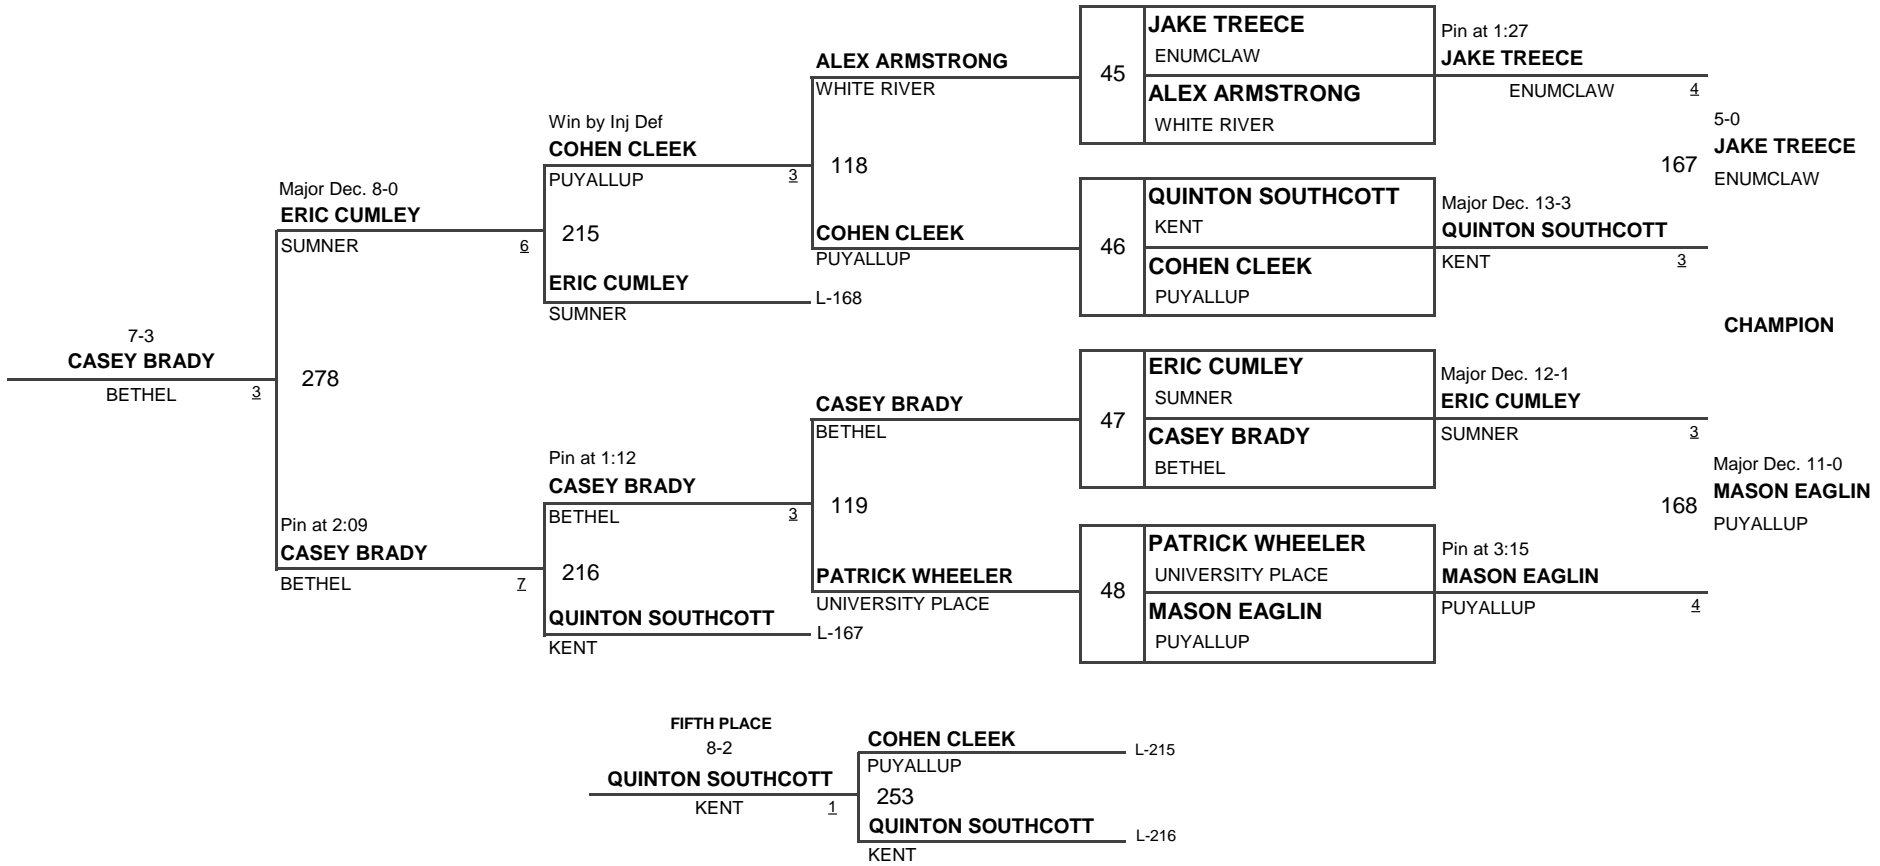 JAKE TREECE
ENUMCLAW
45
ALEX ARMSTRONG
WHITE RIVER
Pin at 1:27
JAKE TREECE
ENUMCLAW 4
ALEX ARMSTRONG
WHITE RIVER
Win by Inj Def
COHEN CLEEK
PUYALLUP 3
118
5-0
JAKE TREECE
167
ENUMCLAW
Major Dec. 8-0
ERIC CUMLEY
SUMNER 6
215
COHEN CLEEK
PUYALLUP
QUINTON SOUTHCOTT
KENT
46
COHEN CLEEK
PUYALLUP
Major Dec. 13-3
QUINTON SOUTHCOTT
KENT 3
ERIC CUMLEY
L-168
SUMNER
CHAMPION
7-3
CASEY BRADY
BETHEL 3
278
CASEY BRADY
BETHEL
ERIC CUMLEY
SUMNER
47
CASEY BRADY
BETHEL
Major Dec. 12-1
ERIC CUMLEY
SUMNER 3
Pin at 1:12
CASEY BRADY
BETHEL 3
119
Major Dec. 11-0
MASON EAGLIN
168
PUYALLUP
Pin at 2:09
CASEY BRADY
BETHEL 7
216
PATRICK WHEELER
UNIVERSITY PLACE
PATRICK WHEELER
UNIVERSITY PLACE
48
MASON EAGLIN
PUYALLUP
Pin at 3:15
MASON EAGLIN
PUYALLUP 4
QUINTON SOUTHCOTT
L-167
KENT
FIFTH PLACE
8-2
QUINTON SOUTHCOTT
KENT 1
COHEN CLEEK
L-215
PUYALLUP
253
QUINTON SOUTHCOTT
L-216
KENT